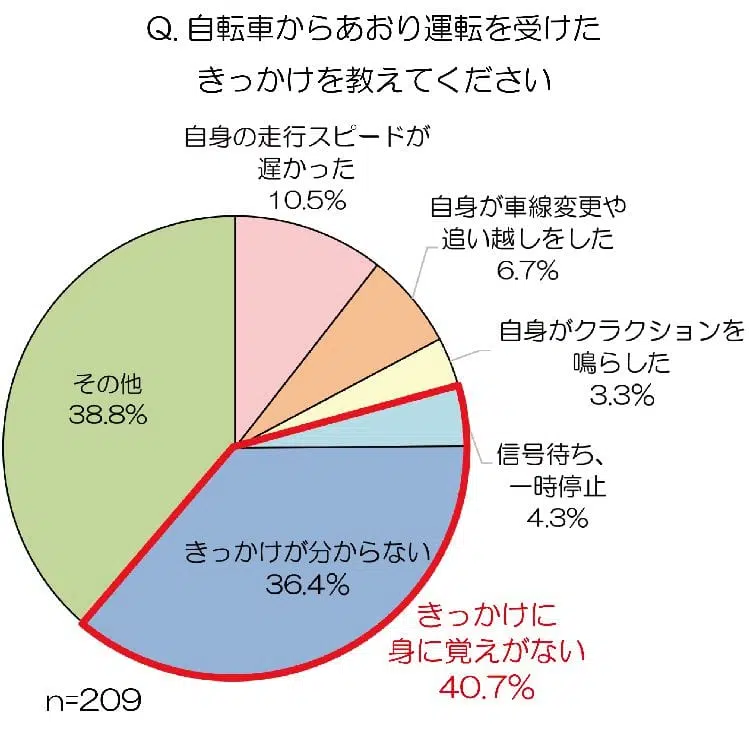 Q. 自転車からあおり運転を受けた
きっかけを教えてください
自身の走行スピードが
遅かった
10.5%
自身が車線変更や
追い越しをした
6.7%
自身がクラクションを
鳴らした
3.3%
その他
38.8%
信号待ち、
一時停止
4.3%
きっかけが分からない
36.4%
きっかけに
身に覚えがない
40.7%
n=209